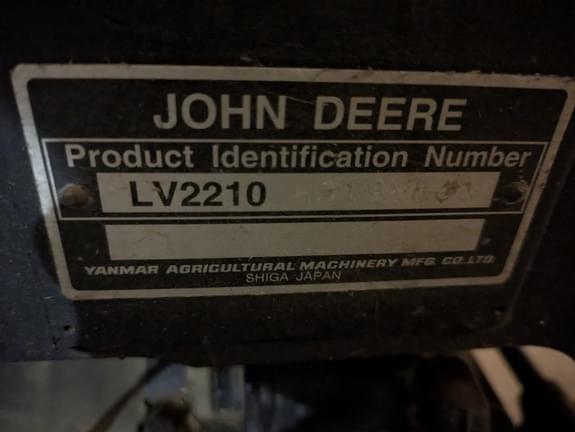 JOHN DEERE
Product Identification Number
LV2210
YANMAR AGRICULTURAL MACHINERY MFG. CO. LTD.
SHIGA JAPAN